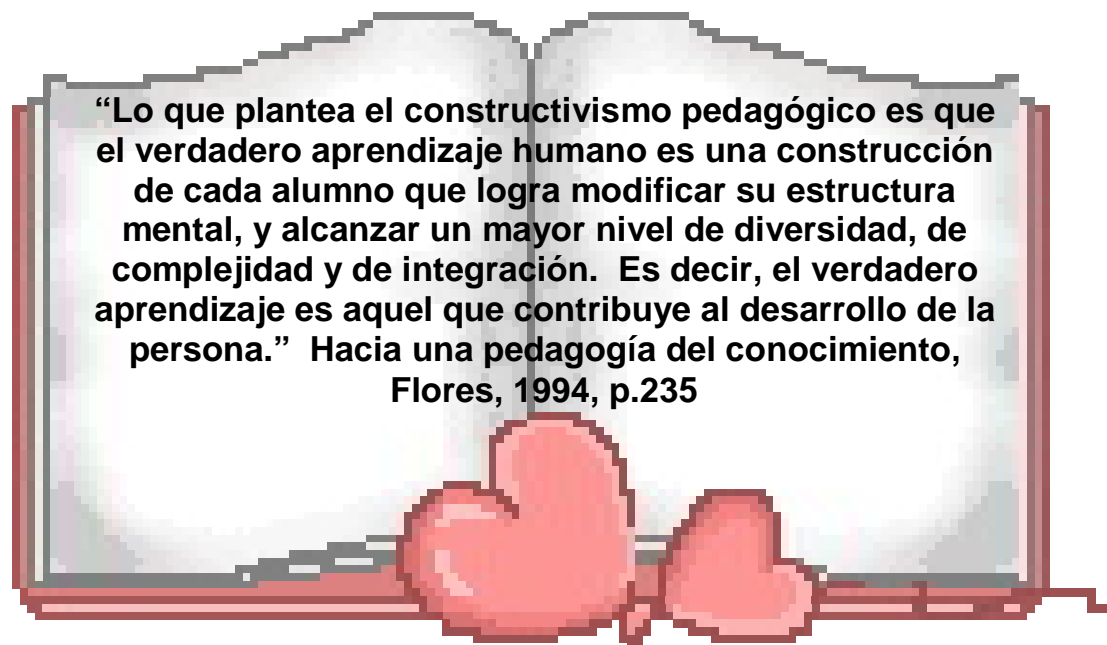 “Lo que plantea el constructivismo pedagógico es que
el verdadero aprendizaje humano es una construcción
de cada alumno que logra modificar su estructura
mental, y alcanzar un mayor nivel de diversidad, de
complejidad y de integración.  Es decir, el verdadero
aprendizaje es aquel que contribuye al desarrollo de la
persona.”  Hacia una pedagogía del conocimiento,
Flores, 1994, p.235